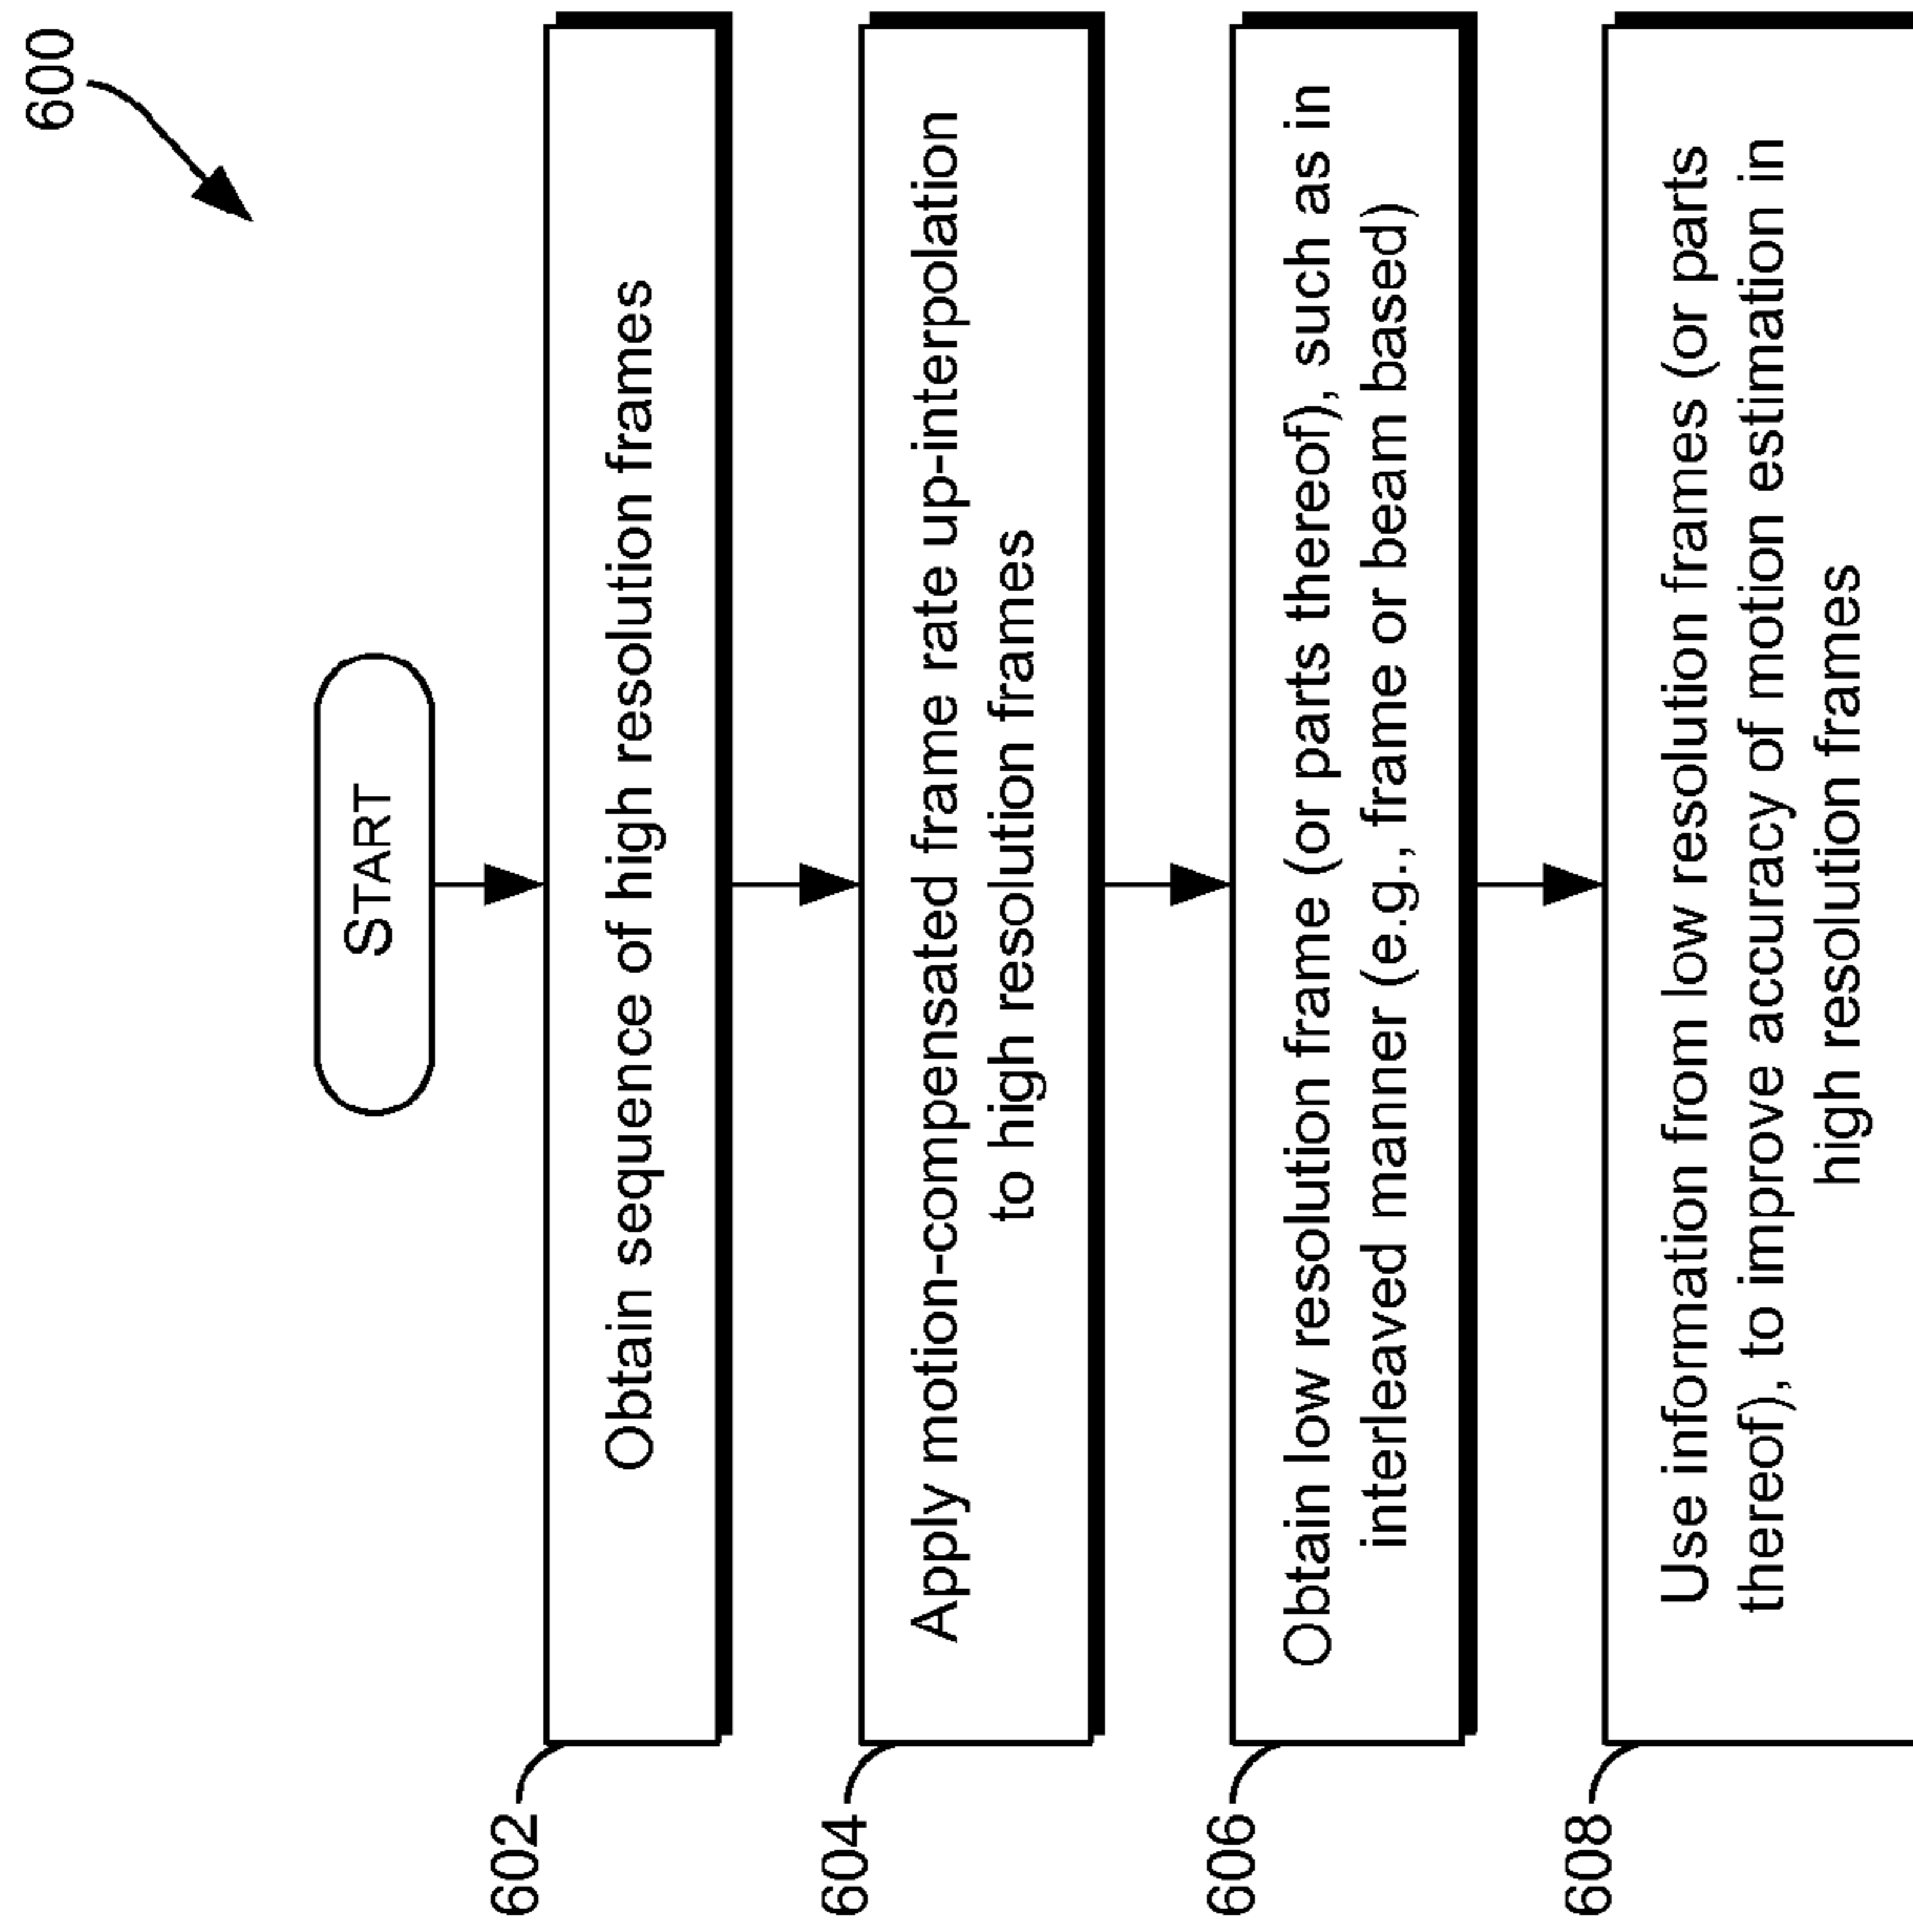 600
START
602
Obtain sequence of high resolution frames
604
Apply motion-compensated frame rate up-interpolation
to high resolution frames
606
Obtain low resolution frame (or parts thereof), such as in
interleaved manner (e.g., frame or beam based)
608
Use information from low resolution frames (or parts
thereof), to improve accuracy of motion estimation in
high resolution frames